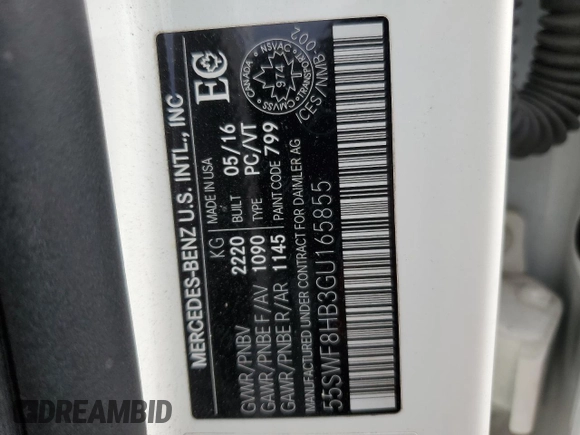 MERCEDES-BENZ U.S. INTL., INC
KG MADE IN USA
GVWR/PNBV 2220 BUILT 05/16
GAWR/PNBE F/AV 1090 TYPE PC/VT
GAWR/PNBE R/AR 1145 PAINT CODE 799
MANUFACTURED UNDER CONTRACT FOR DAIMLER AG
55SWF8HB3GU165855
EC
CANADA NSVAC
974
CMVSS TRANSPORT
ICES/NMB-002
DREAMBID